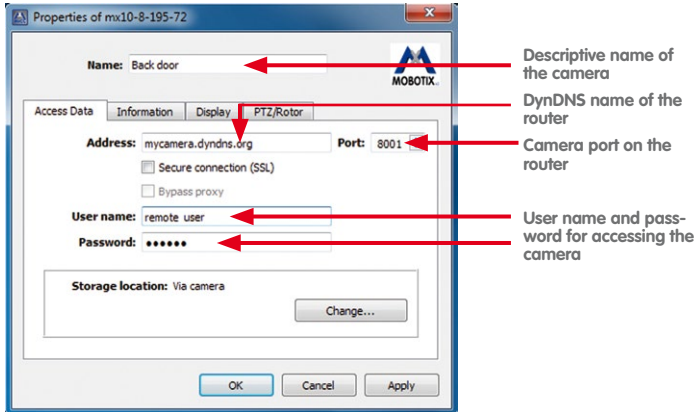 Properties of mx10-8-195-72
Name: Back door
MOBOTIX
Descriptive name of
the camera
Access Data Information Display PTZ/Rotor
DynDNS name of the
router
Address: mycamera.dyndns.org Port: 8001
Camera port on the
router
Secure connection (SSL)
Bypass proxy
User name: remote user
User name and pass-
word for accessing the
camera
Password: ••••••
Storage location: Via camera
Change...
OK Cancel Apply